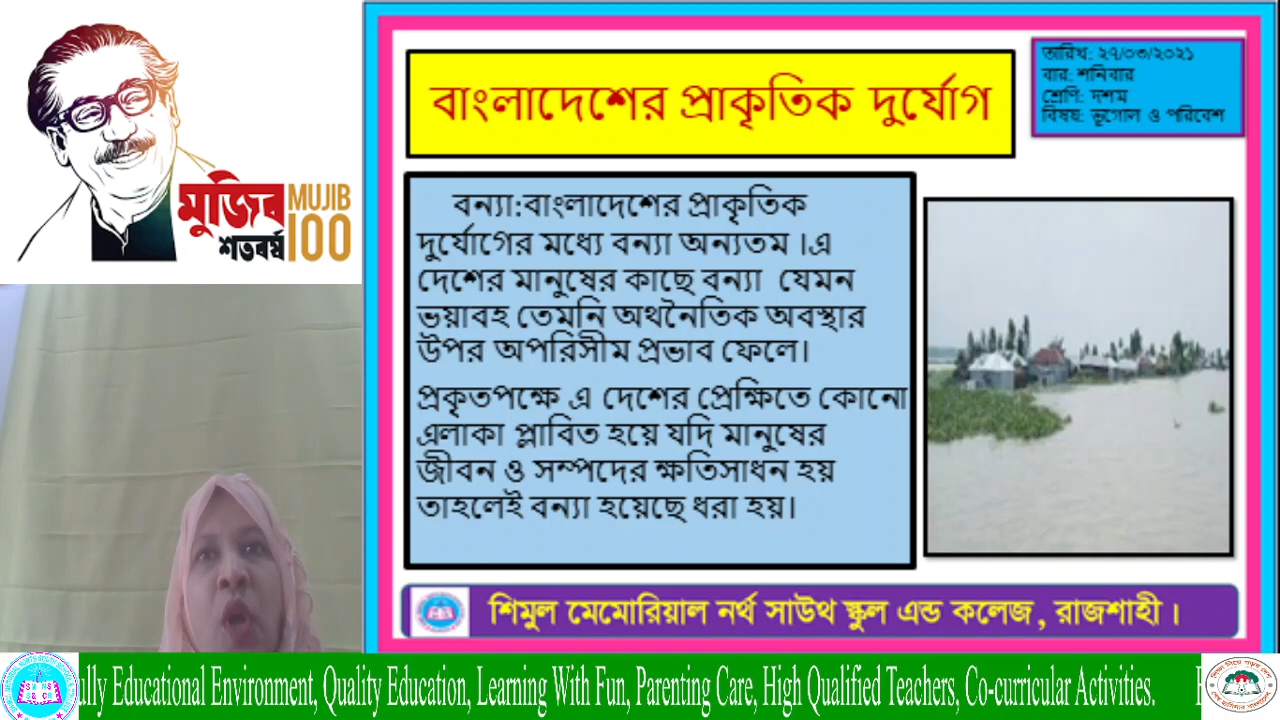 মুজিব
শতবর্ষ
MUJIB
100
বাংলাদেশের প্রাকৃতিক দুর্যোগ
তারিখ: ২৭/০৩/২০২১
বার: শনিবার
শ্রেণি: দশম
বিষয়: ভূগোল ও পরিবেশ
বন্যা:বাংলাদেশের প্রাকৃতিক
দুর্যোগের মধ্যে বন্যা অন্যতম।এ
দেশের মানুষের কাছে বন্যা যেমন
ভয়াবহ তেমনি অর্থনৈতিক অবস্থার
উপর অপরিসীম প্রভাব ফেলে।
প্রকৃতপক্ষে এ দেশের প্রেক্ষিতে কোনো
এলাকা প্লাবিত হয়ে যদি মানুষের
জীবন ও সম্পদের ক্ষতিসাধন হয়
তাহলেই বন্যা হয়েছে ধরা হয়।
শিমুল মেমোরিয়াল নর্থ সাউথ স্কুল এন্ড কলেজ, রাজশাহী।
ully Educational Environment, Quality Education, Learning With Fun, Parenting Care, High Qualified Teachers, Co-curricular Activities.